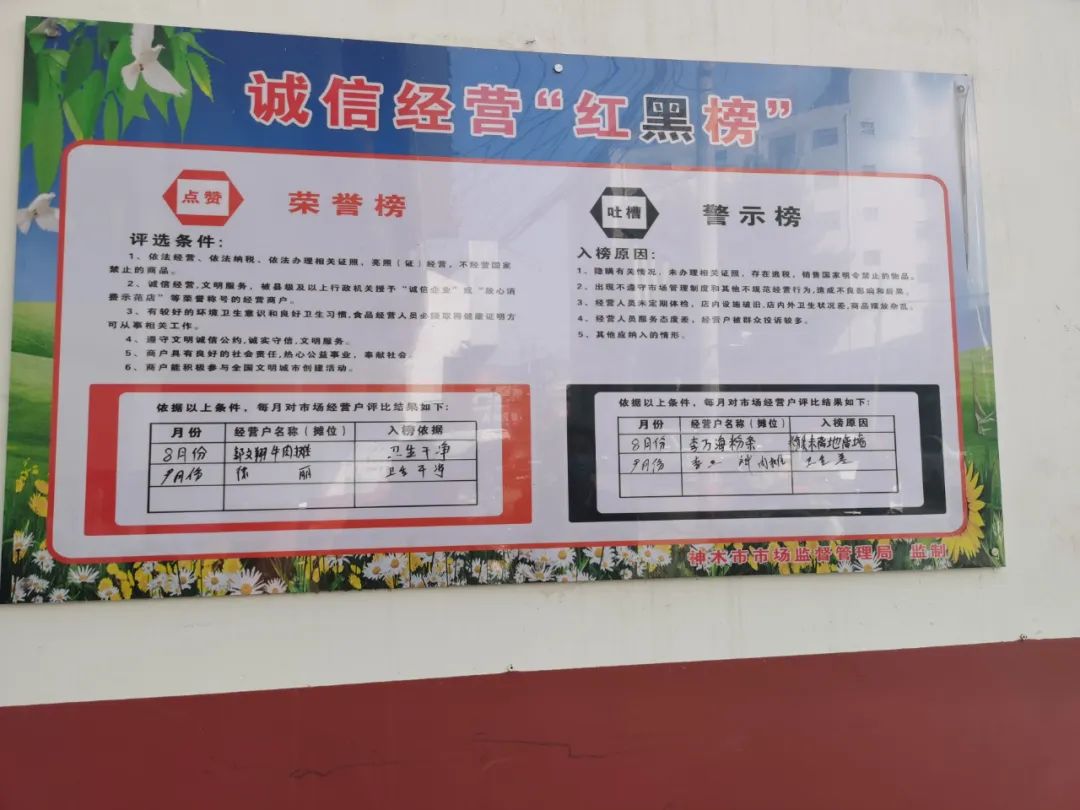 诚信经营“红黑榜”
点赞 荣誉榜
评选条件：
1、依法经营、依法纳税、依法办理相关证照，亮照（证）经营，不经营国家
禁止的商品。
2、诚信经营，文明服务，被县级及以上行政机关授予“诚信企业”或“放心消
费示范店”等荣誉称号的经营商户。
3、有较好的环境卫生意识和良好卫生习惯，食品经营人员必须取得健康证明方
可从事相关工作。
4、遵守文明诚信公约，诚实守信，文明服务。
5、商户具有良好的社会责任，热心公益事业，奉献社会。
6、商户能积极参与全国文明城市创建活动。
依据以上条件，每月对市场经营户评比结果如下：
月份 经营户名称（摊位） 入榜依据
8月份 郭文翔牛肉摊 卫生干净
9月份 丽 卫生干净
吐槽 警示榜
入榜原因：
1、隐瞒有关情况，未办理相关证照，存在逃税，销售国家明令禁止的物品。
2、出现不遵守市场管理制度和其他不规范经营行为，造成不良影响和后果。
3、经营人员未定期体检，店内设施破旧，店内外卫生状况差，商品摆放杂乱。
4、经营人员服务态度差，经营户被群众投诉较多。
5、其他应纳入的情形。
依据以上条件，每月对市场经营户评比结果如下：
月份 经营户名称（摊位） 入榜原因
8月份 李万海粉条 未离地离墙
9月份 李 肉摊 卫生差
神木市市场监督管理局 监制